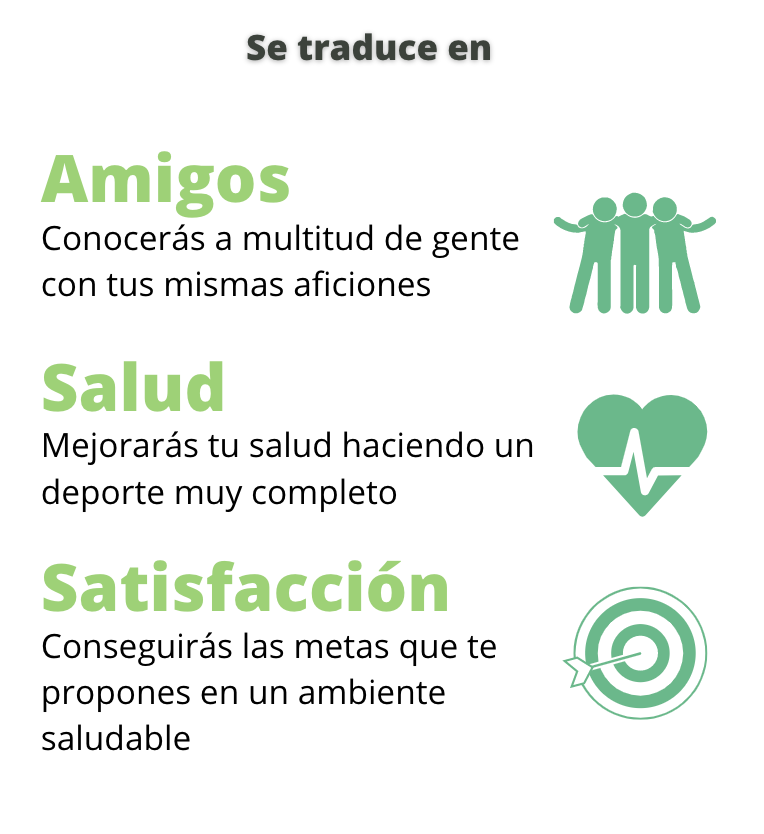 Se traduce en
Amigos
Conocerás a multitud de gente
con tus mismas aficiones
Salud
Mejorarás tu salud haciendo un
deporte muy completo
Satisfacción
Conseguirás las metas que te
propones en un ambiente
saludable